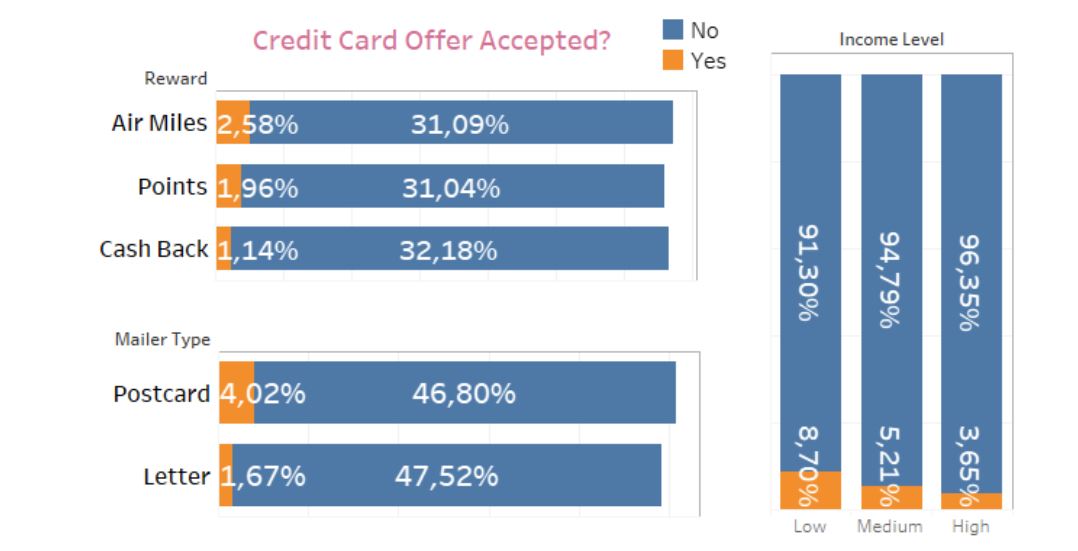 Credit Card Offer Accepted?
No
Yes
Reward
Air Miles 2,58% 31,09%
Points 1,96% 31,04%
Cash Back 1,14% 32,18%
Mailer Type
Postcard 4,02% 46,80%
Letter 1,67% 47,52%
Income Level
91,30% 94,79% 96,35%
8,70% 5,21% 3,65%
Low Medium High